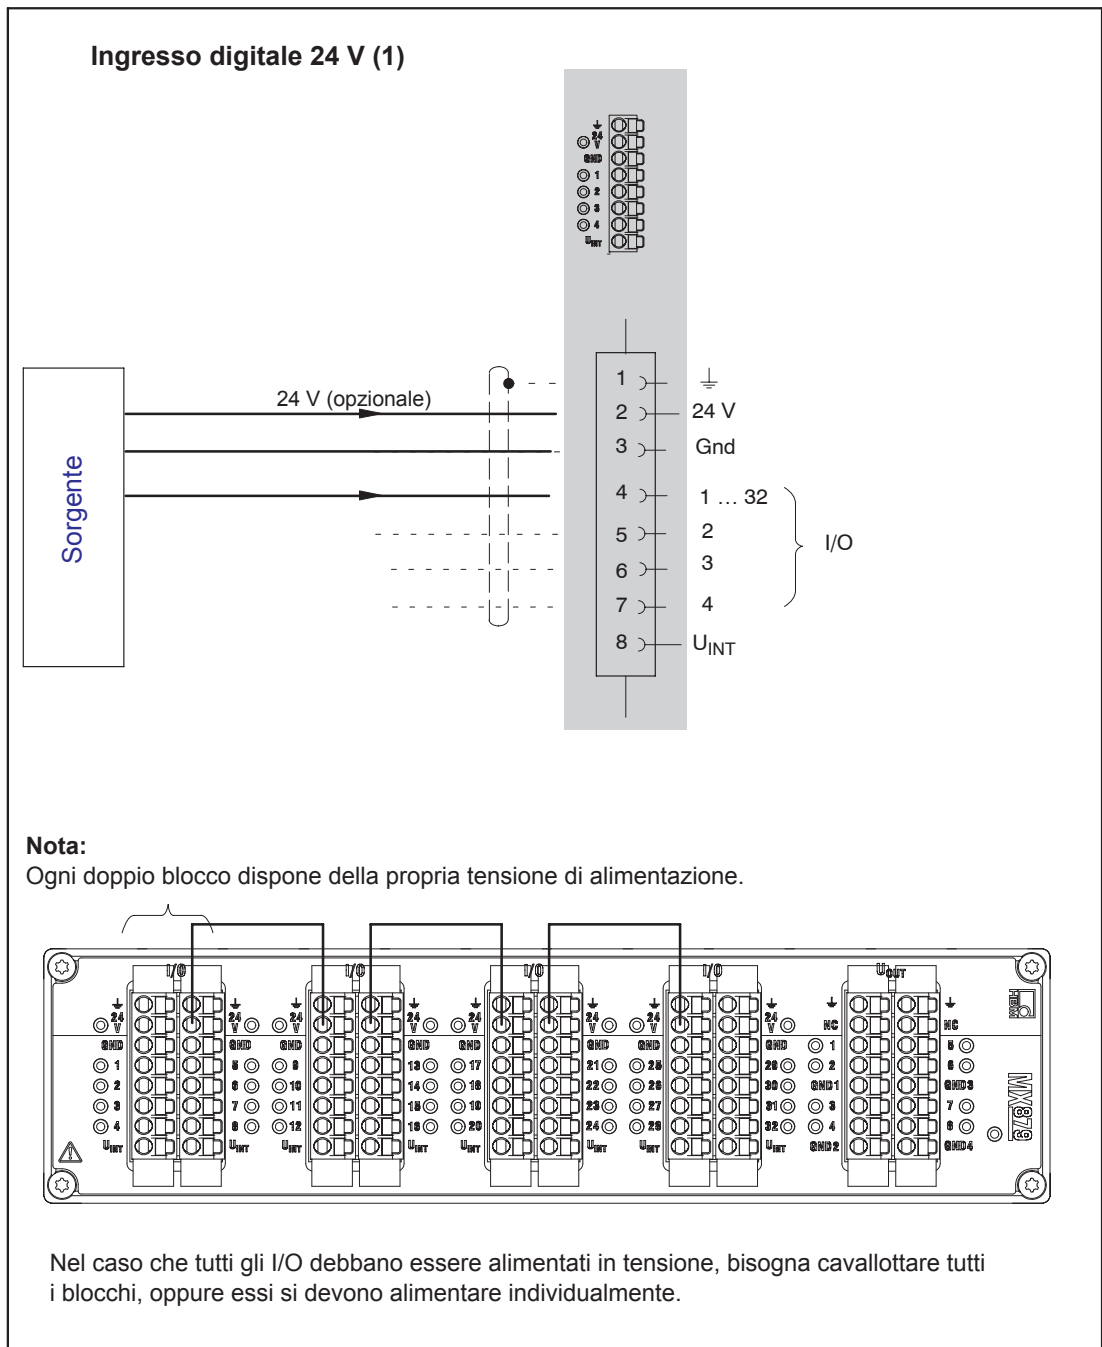 Ingresso digitale 24 V (1)
24 V
GND
1
2
3
4
UINT
Sorgente
24 V (opzionale)
1
2 24 V
3 Gnd
4 1 … 32
5 2
6 3
7 4
I/O
8 UINT
Nota:
Ogni doppio blocco dispone della propria tensione di alimentazione.
I/O I/O I/O I/O UOUT
24 V 24 V 24 V 24 V 24 V 24 V 24 V 24 V NC NC
GND GND GND GND GND GND GND GND 1 5
1 5 9 13 17 21 25 29 2 6
2 6 10 14 18 22 26 30 GND1 GND3
3 7 11 15 19 23 27 31 3 7
4 8 12 16 20 24 28 32 4 8
UINT UINT UINT UINT UINT UINT UINT UINT GND2 GND4
HBM
MX879
Nel caso che tutti gli I/O debbano essere alimentati in tensione, bisogna cavallottare tutti
i blocchi, oppure essi si devono alimentare individualmente.